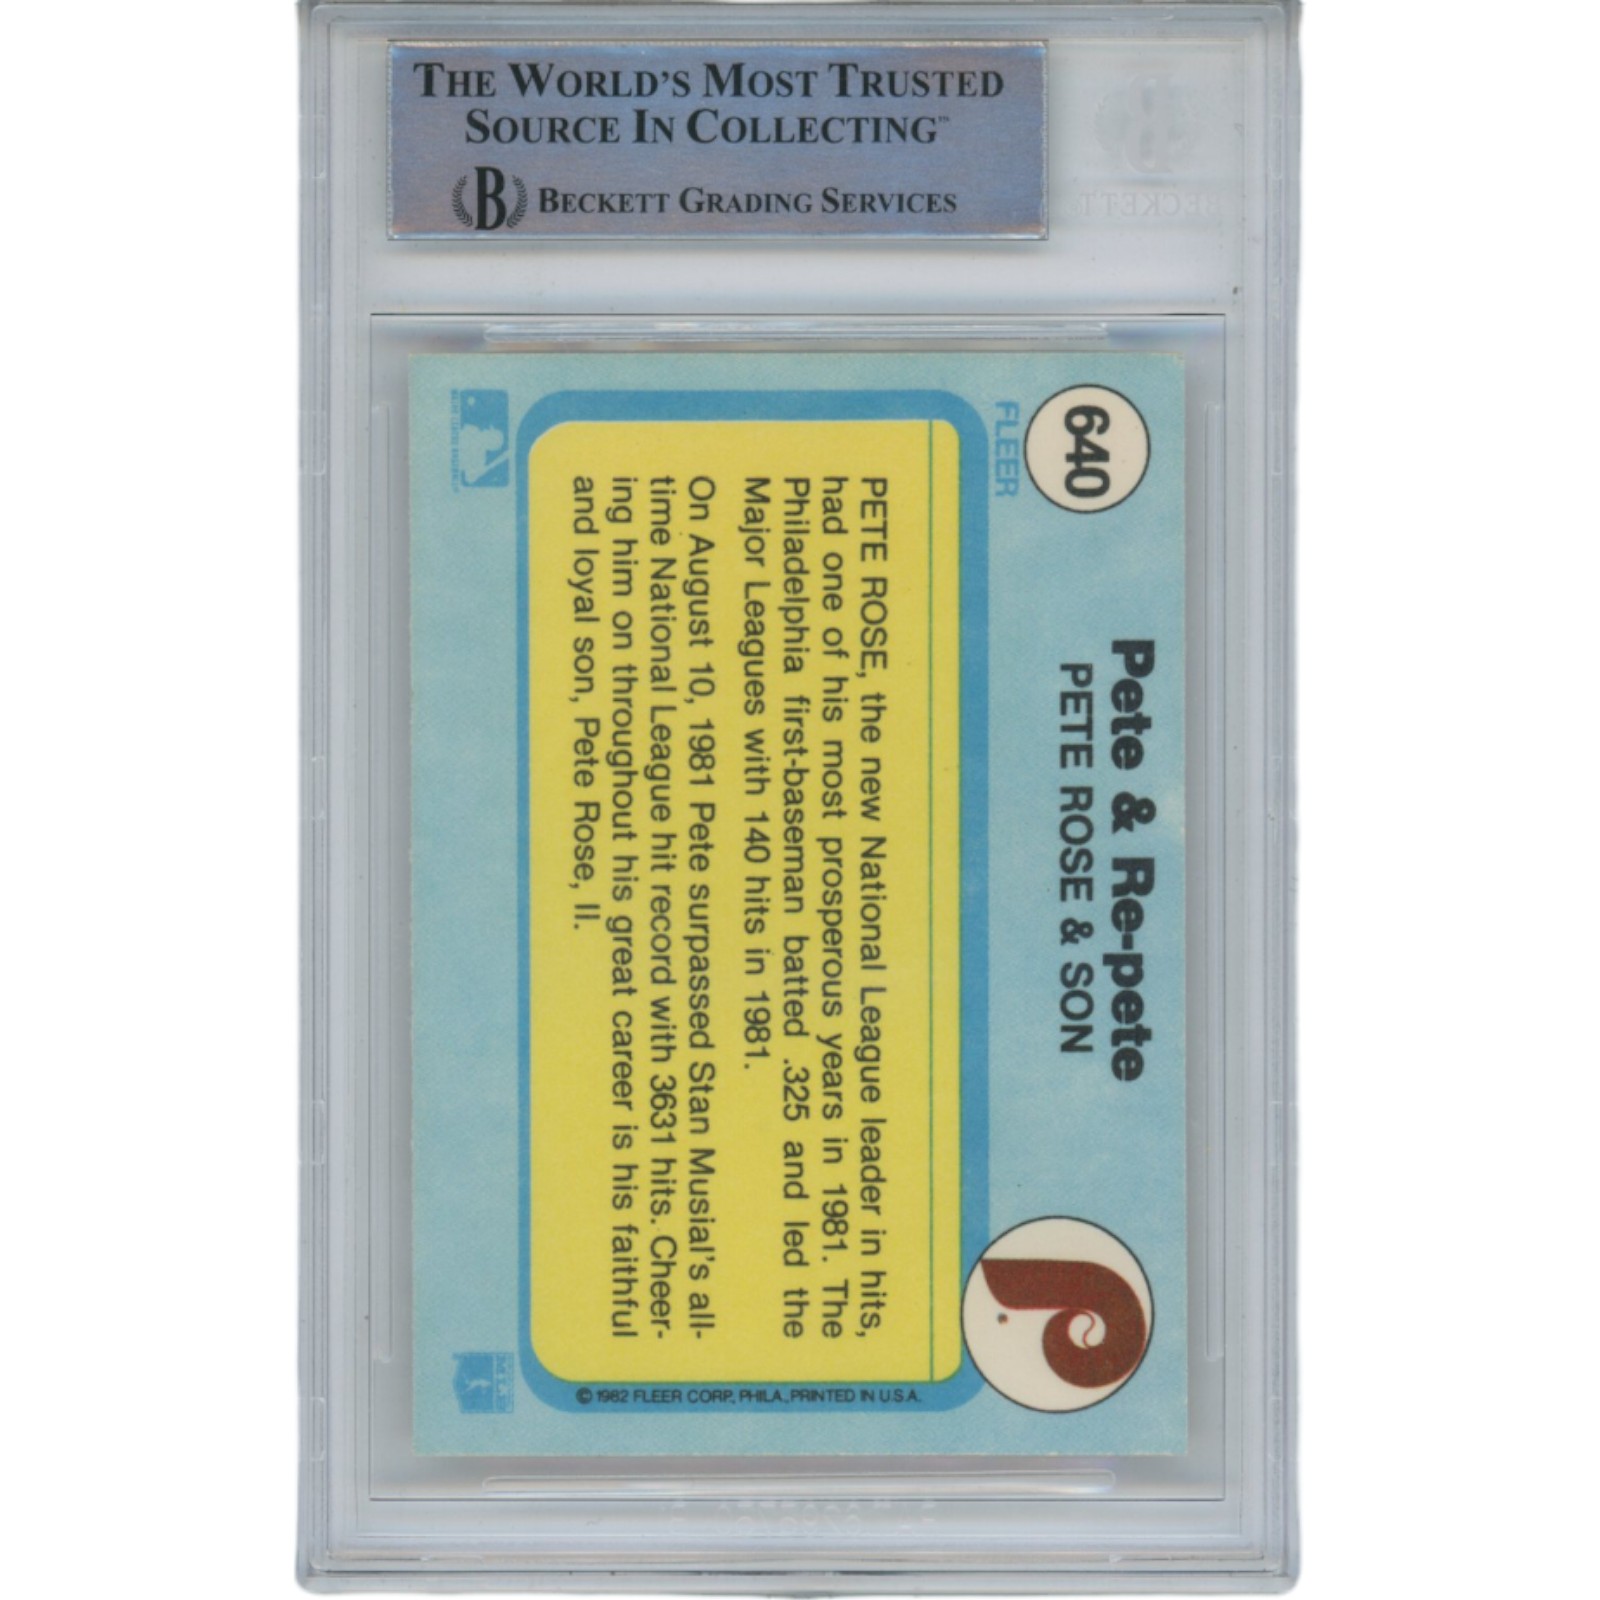 THE WORLD'S MOST TRUSTED
SOURCE IN COLLECTING™
B BECKETT GRADING SERVICES
640
FLEER
Pete & Re-pete
PETE ROSE & SON
PETE ROSE, the new National League leader in hits,
had one of his most prosperous years in 1981. The
Philadelphia first-baseman batted .325 and led the
Major Leagues with 140 hits in 1981.
On August 10, 1981 Pete surpassed Stan Musial's all-
time National League hit record with 3631 hits. Cheer-
ing him on throughout his great career is his faithful
and loyal son, Pete Rose, II.
© 1982 FLEER CORP., PHILA., PRINTED IN U.S.A.